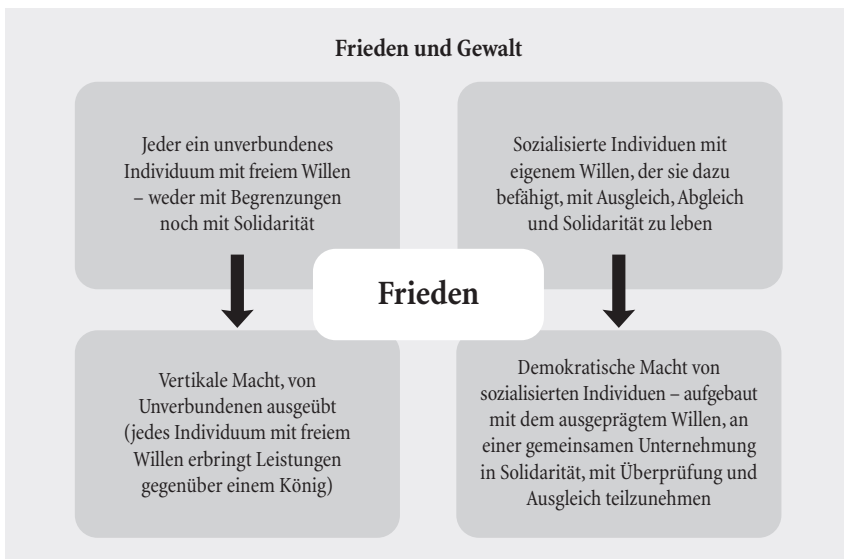 Frieden und Gewalt
Jeder ein unverbundenes
Individuum mit freiem Willen
– weder mit Begrenzungen
noch mit Solidarität
Sozialisierte Individuen mit
eigenem Willen, der sie dazu
befähigt, mit Ausgleich, Abgleich
und Solidarität zu leben
Frieden
Vertikale Macht, von
Unverbundenen ausgeübt
(jedes Individuum mit freiem
Willen erbringt Leistungen
gegenüber einem König)
Demokratische Macht von
sozialisierten Individuen – aufgebaut
mit dem ausgeprägtem Willen, an
einer gemeinsamen Unternehmung
in Solidarität, mit Überprüfung und
Ausgleich teilzunehmen